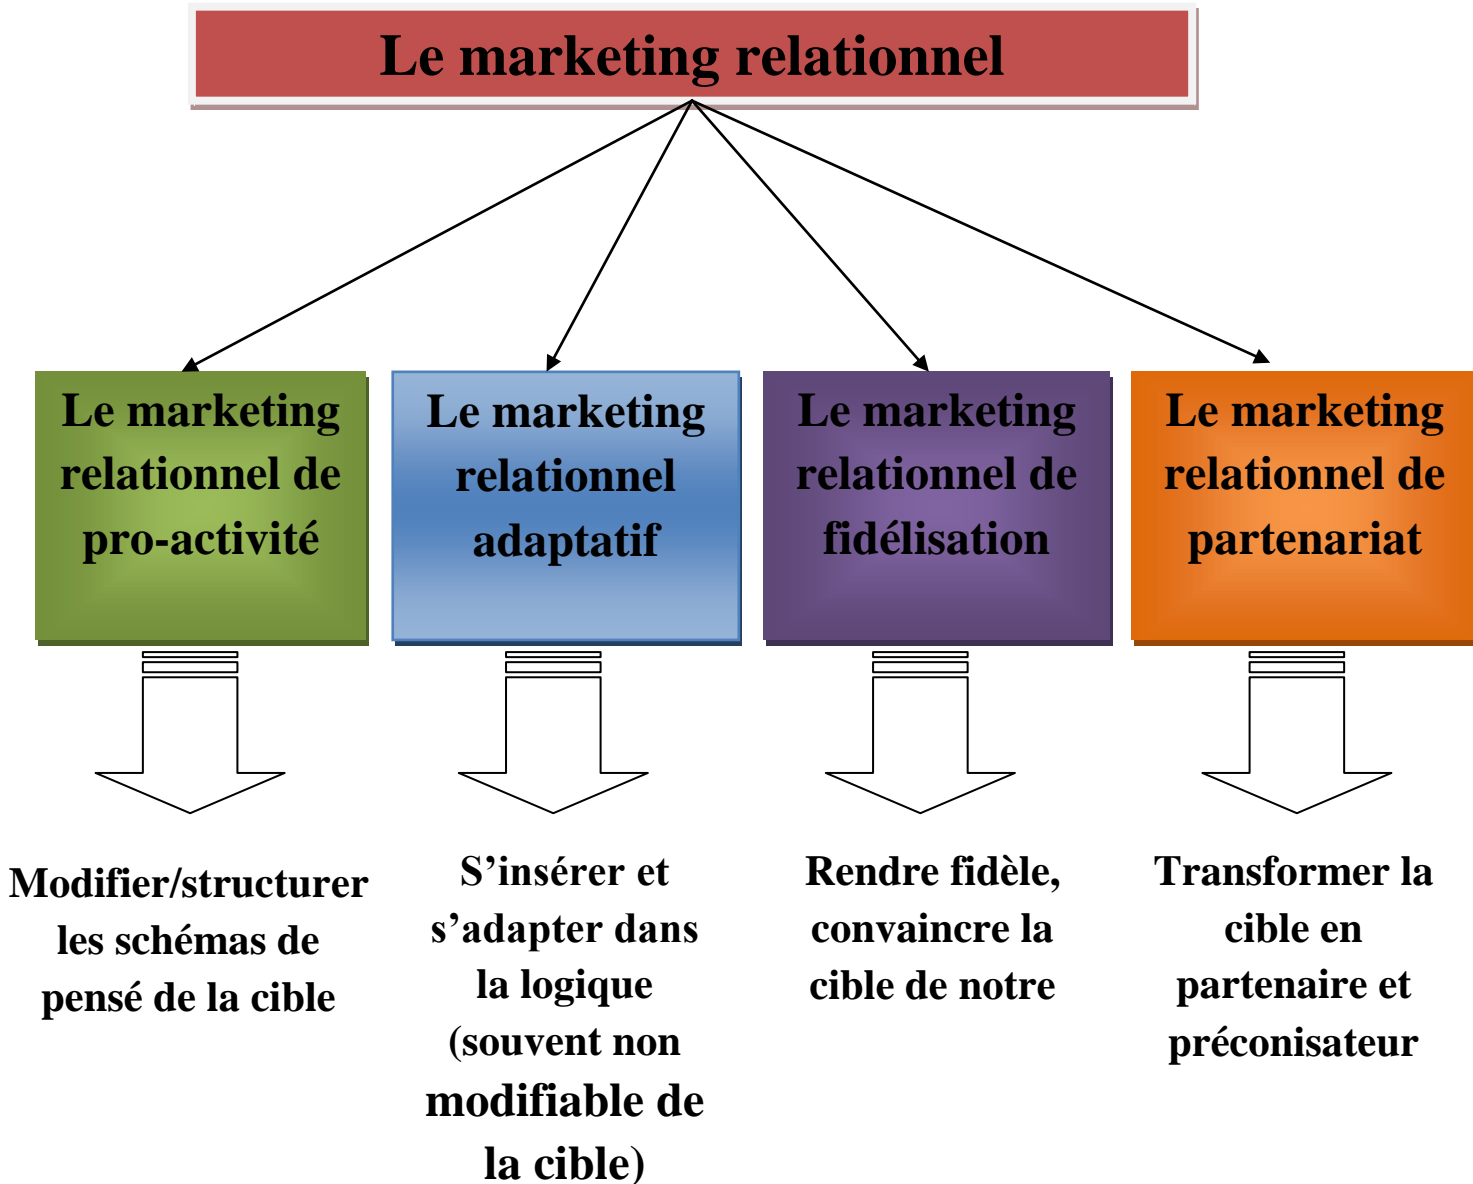 Le marketing relationnel
Le marketing
relationnel de
pro-activité
Le marketing
relationnel
adaptatif
Le marketing
relationnel de
fidélisation
Le marketing
relationnel de
partenariat
Modifier/structurer
les schémas de
pensé de la cible
S’insérer et
s’adapter dans
la logique
(souvent non
modifiable de
la cible)
Rendre fidèle,
convaincre la
cible de notre
Transformer la
cible en
partenaire et
préconisateur